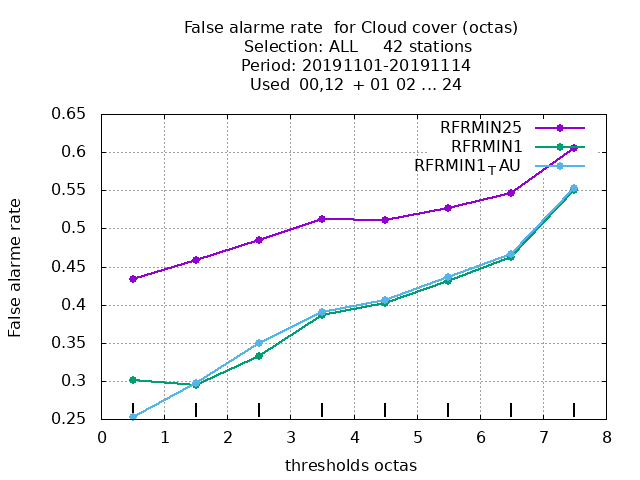 False alarme rate  for Cloud cover (octas)
Selection: ALL     42 stations
Period: 20191101-20191114
Used  00,12  + 01 02 ... 24
0.65
0.6
0.55
0.5
0.45
0.4
0.35
0.3
0.25
False alarme rate
RFRMIN25
RFRMIN1
RFRMIN1TAU
0 1 2 3 4 5 6 7 8
thresholds octas